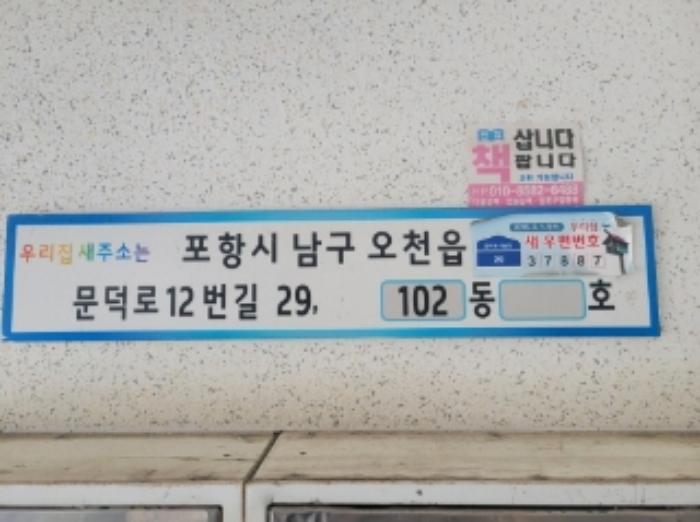 책 삽니다
팝니다
우리집 새주소는 포항시 남구 오천읍
새우편번호
37887
문덕로12번길 29, 102 동 호